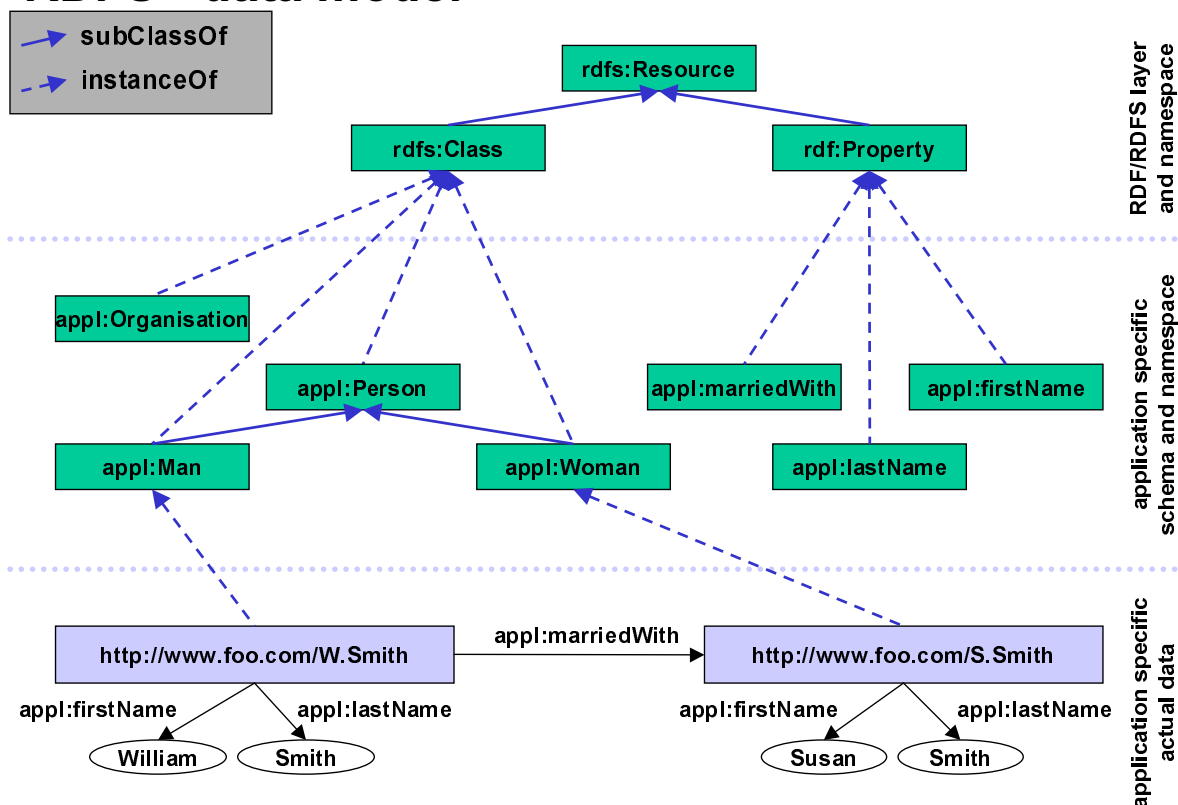 subClassOf
instanceOf
rdfs:Resource
rdfs:Class
rdf:Property
RDF/RDFS layer
and namespace
appl:Organisation
appl:Person
appl:marriedWith
appl:firstName
appl:Man
appl:Woman
appl:lastName
application specific
schema and namespace
http://www.foo.com/W.Smith
appl:marriedWith
http://www.foo.com/S.Smith
appl:firstName
appl:lastName
appl:firstName
appl:lastName
William
Smith
Susan
Smith
application specific
actual data